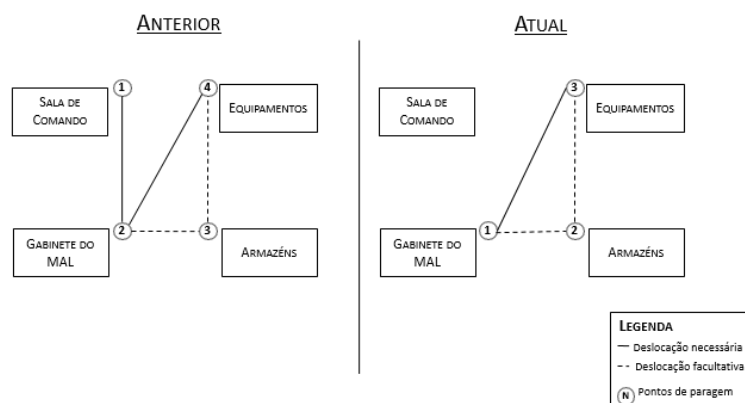 ANTERIOR
1
4
SALA DE
COMANDO
EQUIPAMENTOS
2
3
GABINETE DO
MAL
ARMAZÉNS
ATUAL
3
SALA DE
COMANDO
EQUIPAMENTOS
1
2
GABINETE DO
MAL
ARMAZÉNS
LEGENDA
Deslocação necessária
Deslocação facultativa
N Pontos de paragem